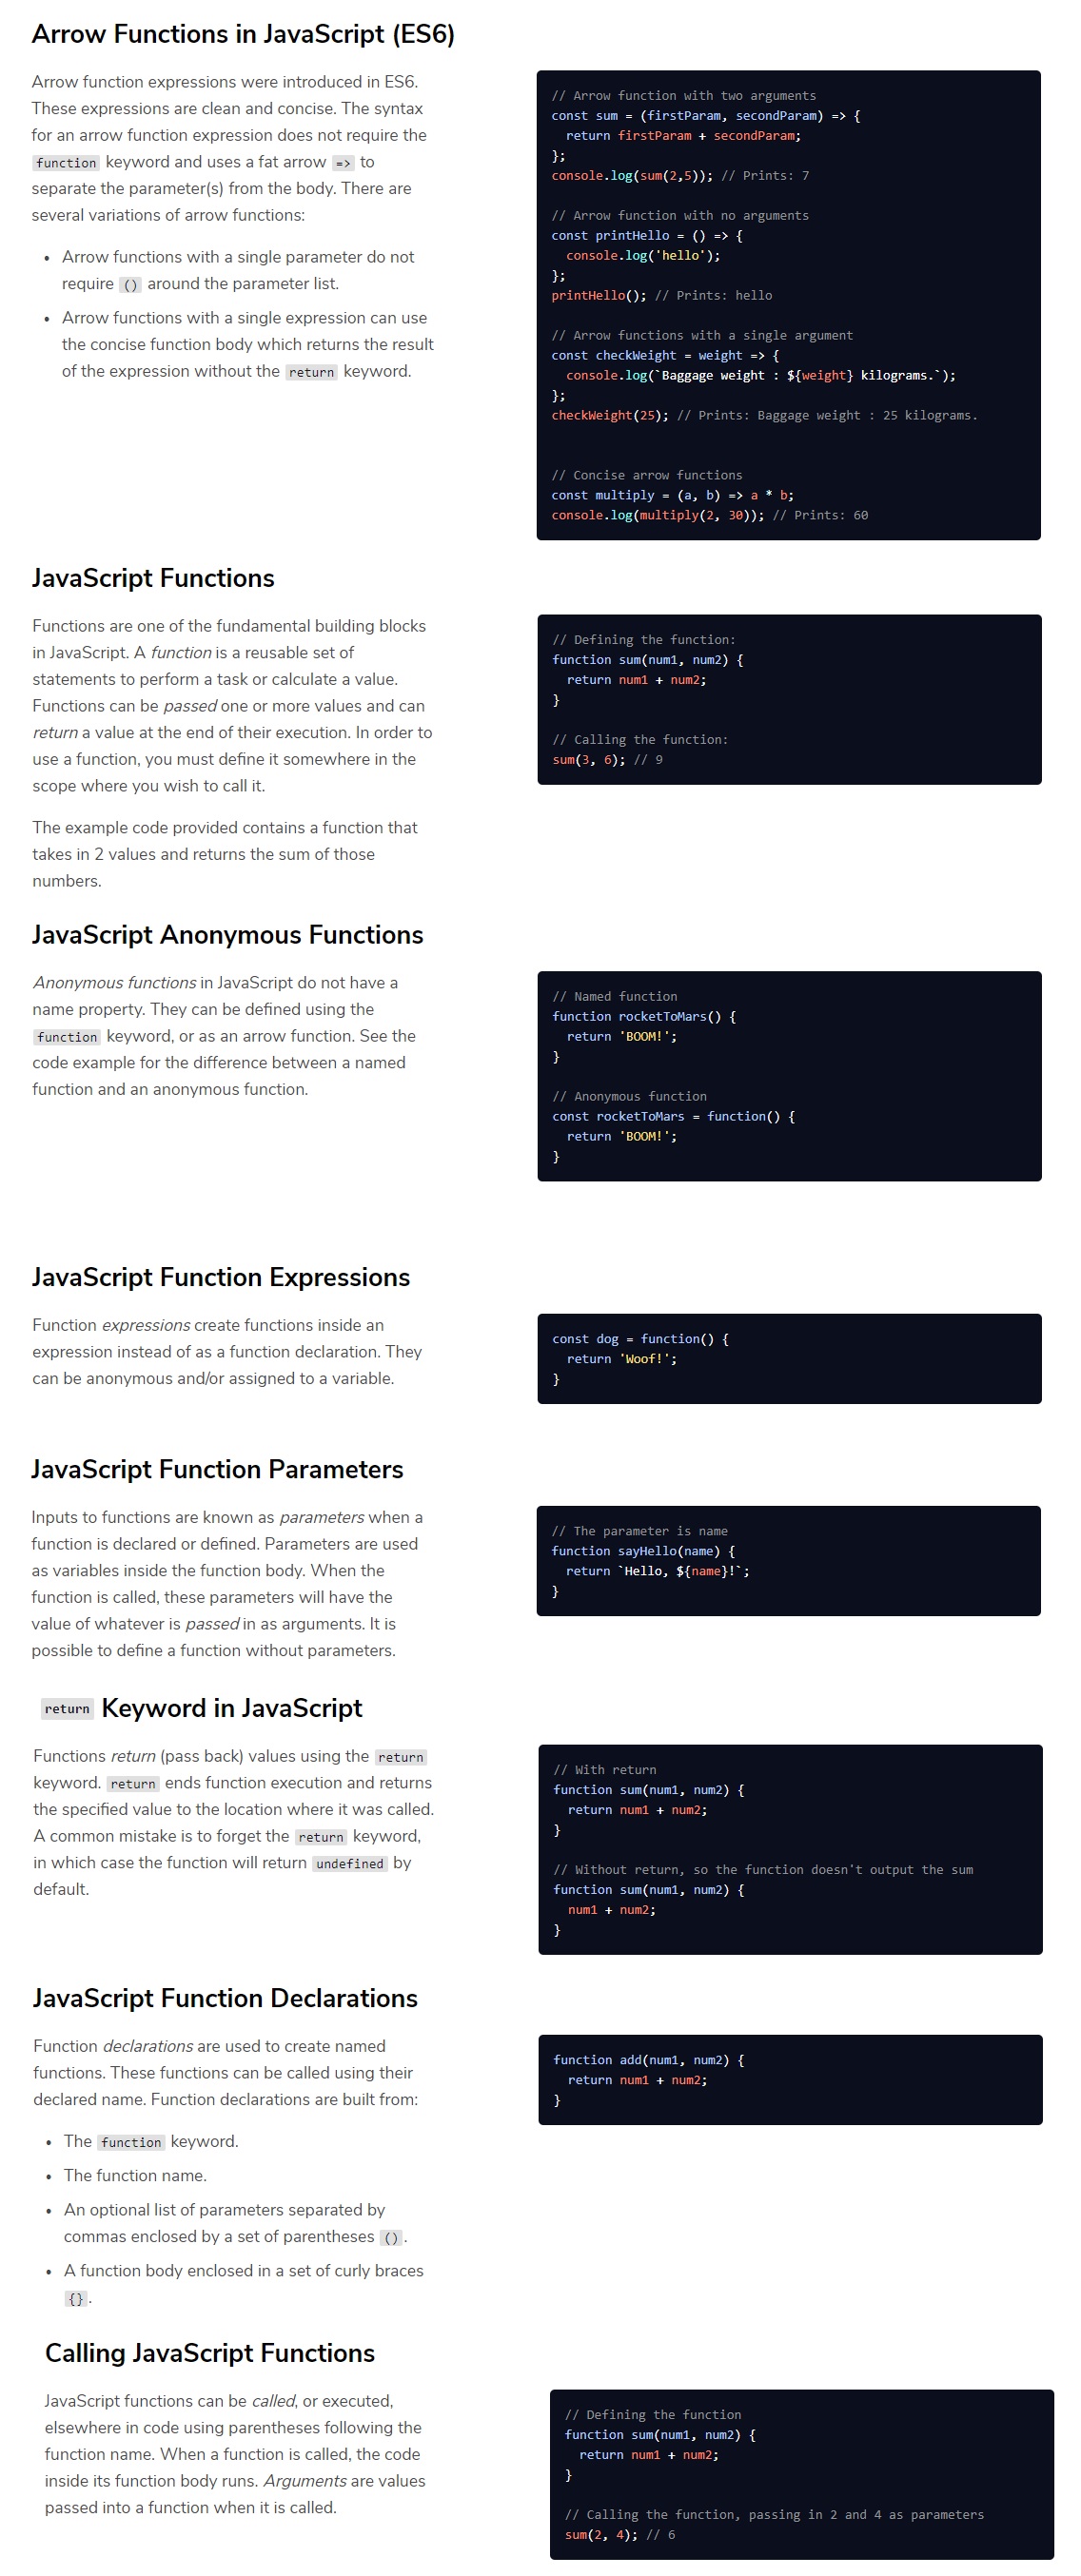 Arrow Functions in JavaScript (ES6)
Arrow function expressions were introduced in ES6.
These expressions are clean and concise. The syntax
for an arrow function expression does not require the
function keyword and uses a fat arrow => to
separate the parameter(s) from the body. There are
several variations of arrow functions:
• Arrow functions with a single parameter do not
require () around the parameter list.
• Arrow functions with a single expression can use
the concise function body which returns the result
of the expression without the return keyword.
// Arrow function with two arguments
const sum = (firstParam, secondParam) => {
  return firstParam + secondParam;
};
console.log(sum(2,5)); // Prints: 7

// Arrow function with no arguments
const printHello = () => {
  console.log('hello');
};
printHello(); // Prints: hello

// Arrow functions with a single argument
const checkWeight = weight => {
  console.log(`Baggage weight : ${weight} kilograms.`);
};
checkWeight(25); // Prints: Baggage weight : 25 kilograms.

// Concise arrow functions
const multiply = (a, b) => a * b;
console.log(multiply(2, 30)); // Prints: 60
JavaScript Functions
Functions are one of the fundamental building blocks
in JavaScript. A function is a reusable set of
statements to perform a task or calculate a value.
Functions can be passed one or more values and can
return a value at the end of their execution. In order to
use a function, you must define it somewhere in the
scope where you wish to call it.
The example code provided contains a function that
takes in 2 values and returns the sum of those
numbers.
// Defining the function:
function sum(num1, num2) {
  return num1 + num2;
}

// Calling the function:
sum(3, 6); // 9
JavaScript Anonymous Functions
Anonymous functions in JavaScript do not have a
name property. They can be defined using the
function keyword, or as an arrow function. See the
code example for the difference between a named
function and an anonymous function.
// Named function
function rocketToMars() {
  return 'BOOM!';
}

// Anonymous function
const rocketToMars = function() {
  return 'BOOM!';
}
JavaScript Function Expressions
Function expressions create functions inside an
expression instead of as a function declaration. They
can be anonymous and/or assigned to a variable.
const dog = function() {
  return 'Woof!';
}
JavaScript Function Parameters
Inputs to functions are known as parameters when a
function is declared or defined. Parameters are used
as variables inside the function body. When the
function is called, these parameters will have the
value of whatever is passed in as arguments. It is
possible to define a function without parameters.
// The parameter is name
function sayHello(name) {
  return `Hello, ${name}!`;
}
return Keyword in JavaScript
Functions return (pass back) values using the return
keyword. return ends function execution and returns
the specified value to the location where it was called.
A common mistake is to forget the return keyword,
in which case the function will return undefined by
default.
// With return
function sum(num1, num2) {
  return num1 + num2;
}

// Without return, so the function doesn't output the sum
function sum(num1, num2) {
  num1 + num2;
}
JavaScript Function Declarations
Function declarations are used to create named
functions. These functions can be called using their
declared name. Function declarations are built from:
• The function keyword.
• The function name.
• An optional list of parameters separated by
commas enclosed by a set of parentheses ().
• A function body enclosed in a set of curly braces
{}.
function add(num1, num2) {
  return num1 + num2;
}
Calling JavaScript Functions
JavaScript functions can be called, or executed,
elsewhere in code using parentheses following the
function name. When a function is called, the code
inside its function body runs. Arguments are values
passed into a function when it is called.
// Defining the function
function sum(num1, num2) {
  return num1 + num2;
}

// Calling the function, passing in 2 and 4 as parameters
sum(2, 4); // 6